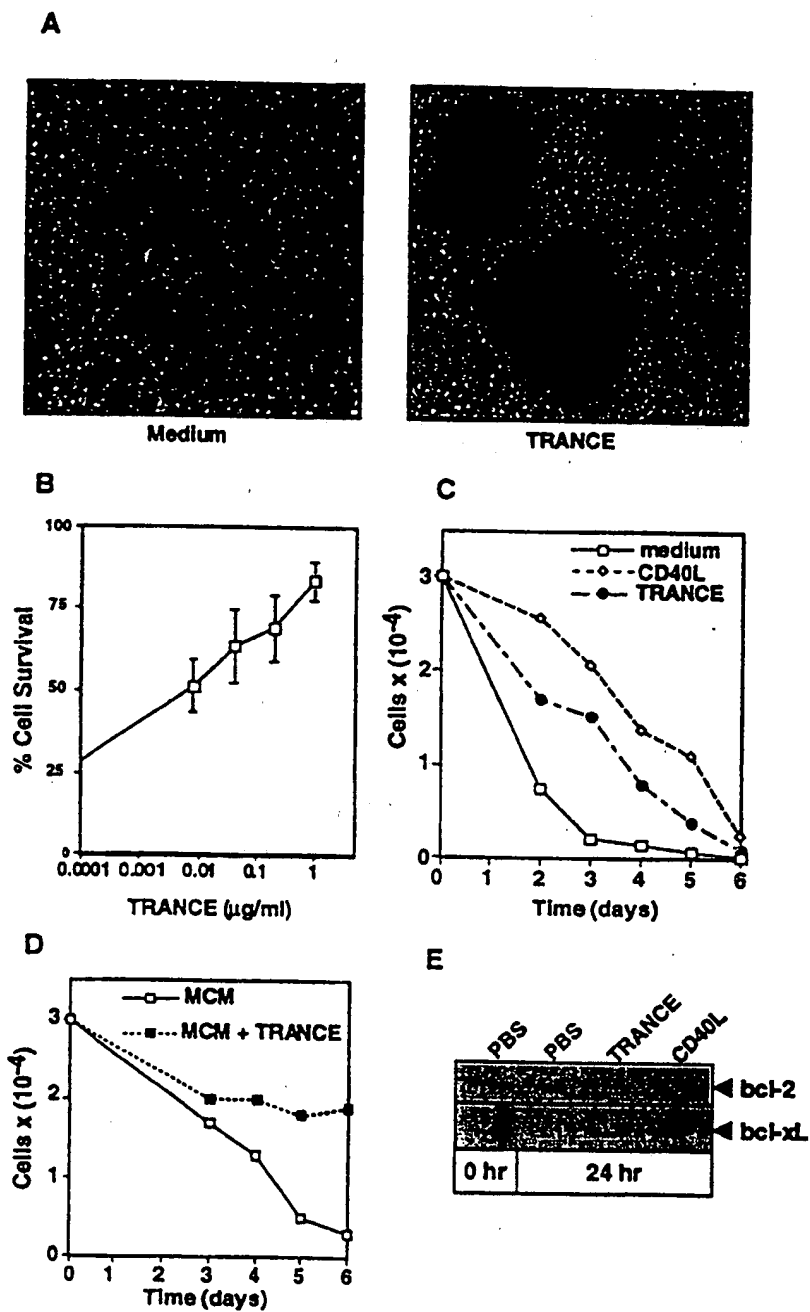 A
Medium
TRANCE
B
100
75
50
25
0
% Cell Survival
0.0001 0.001 0.01 0.1 1
TRANCE (µg/ml)
C
medium
CD40L
TRANCE
3
2
1
0
Cells x (10-4)
0 1 2 3 4 5 6
Time (days)
D
MCM
MCM + TRANCE
3
2
1
0
Cells x (10-4)
0 1 2 3 4 5 6
Time (days)
E
PBS PBS TRANCE CD40L
bcl-2
bcl-xL
0 hr 24 hr